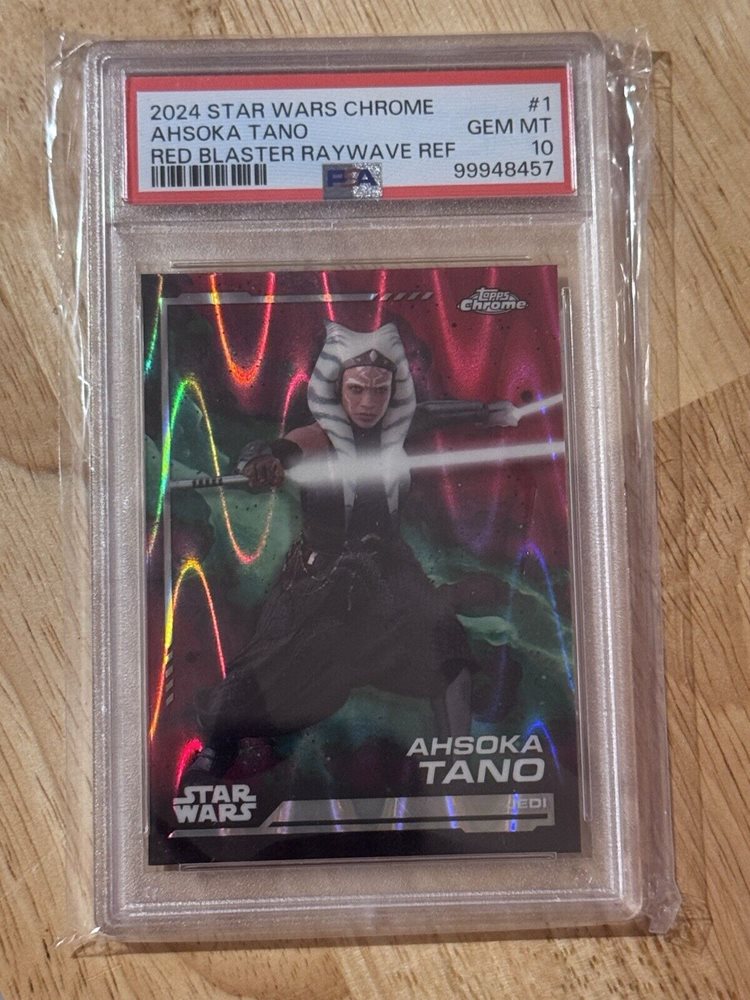 2024 STAR WARS CHROME #1
AHSOKA TANO GEM MT
RED BLASTER RAYWAVE REF 10
PSA 99948457
Topps
Chrome
AHSOKA
TANO
JEDI
STAR
WARS